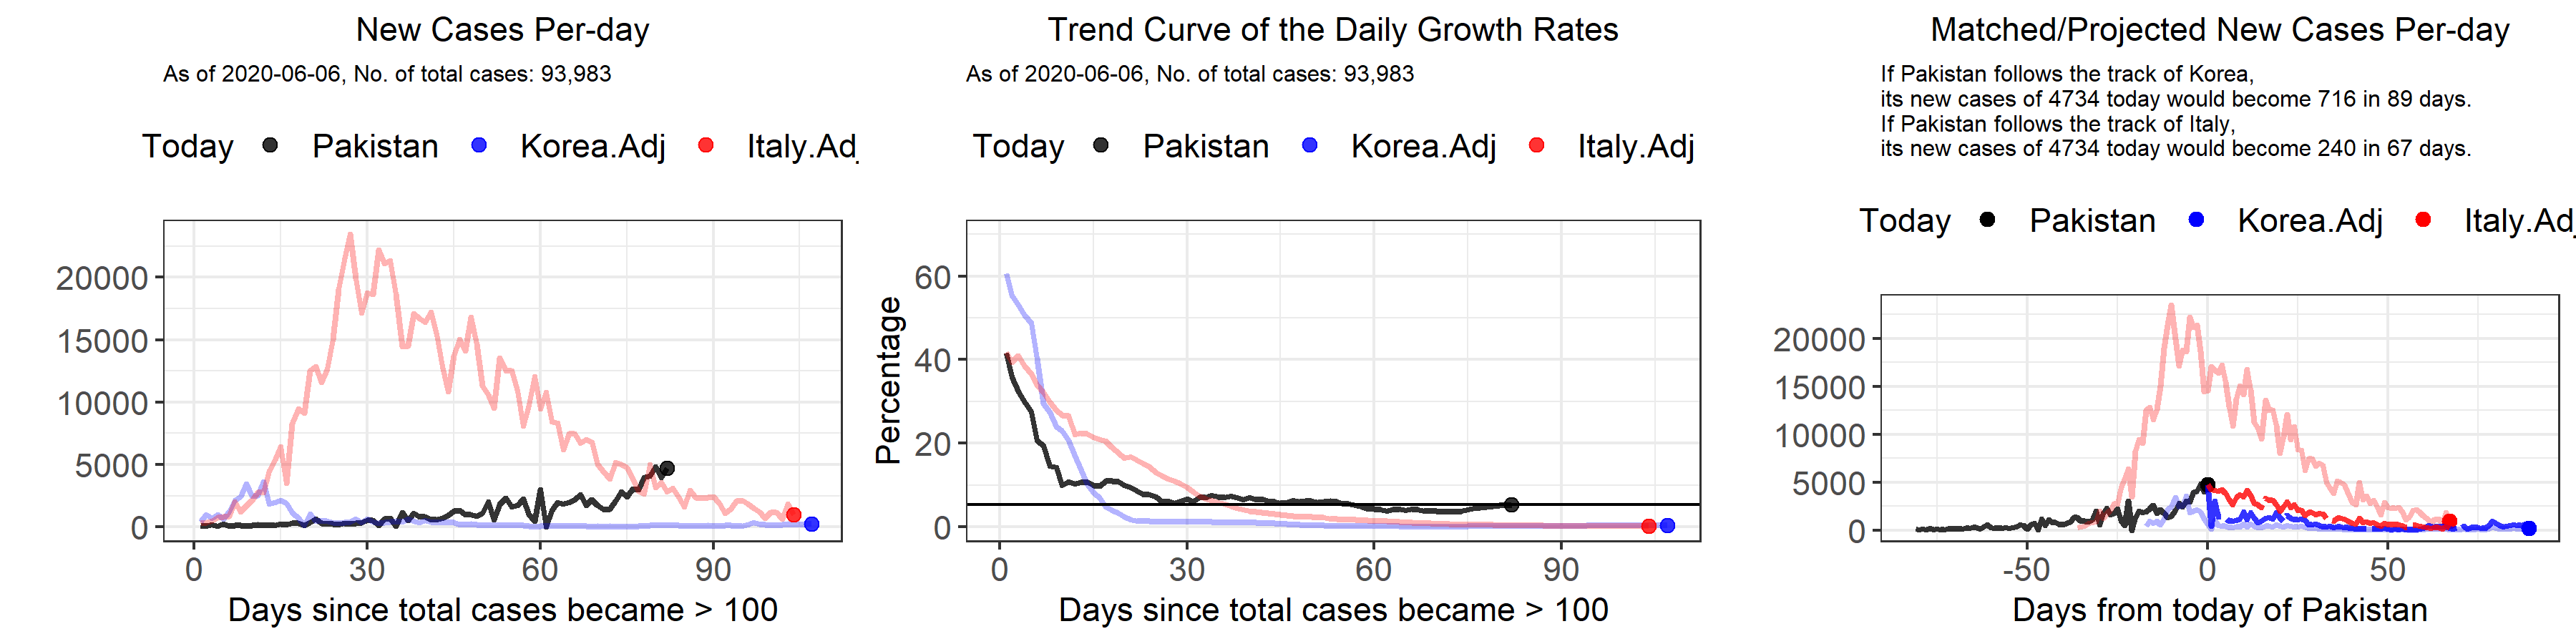 New Cases Per-day
As of 2020-06-06, No. of total cases: 93,983
Today Pakistan Korea.Adj Italy.Ad
20000
15000
10000
5000
0
0 30 60 90
Days since total cases became > 100
Trend Curve of the Daily Growth Rates
As of 2020-06-06, No. of total cases: 93,983
Today Pakistan Korea.Adj Italy.Adj
Percentage
60
40
20
0
0 30 60 90
Days since total cases became > 100
Matched/Projected New Cases Per-day
If Pakistan follows the track of Korea,
its new cases of 4734 today would become 716 in 89 days.
If Pakistan follows the track of Italy,
its new cases of 4734 today would become 240 in 67 days.
Today Pakistan Korea.Adj Italy.Adj
20000
15000
10000
5000
0
-50 0 50
Days from today of Pakistan